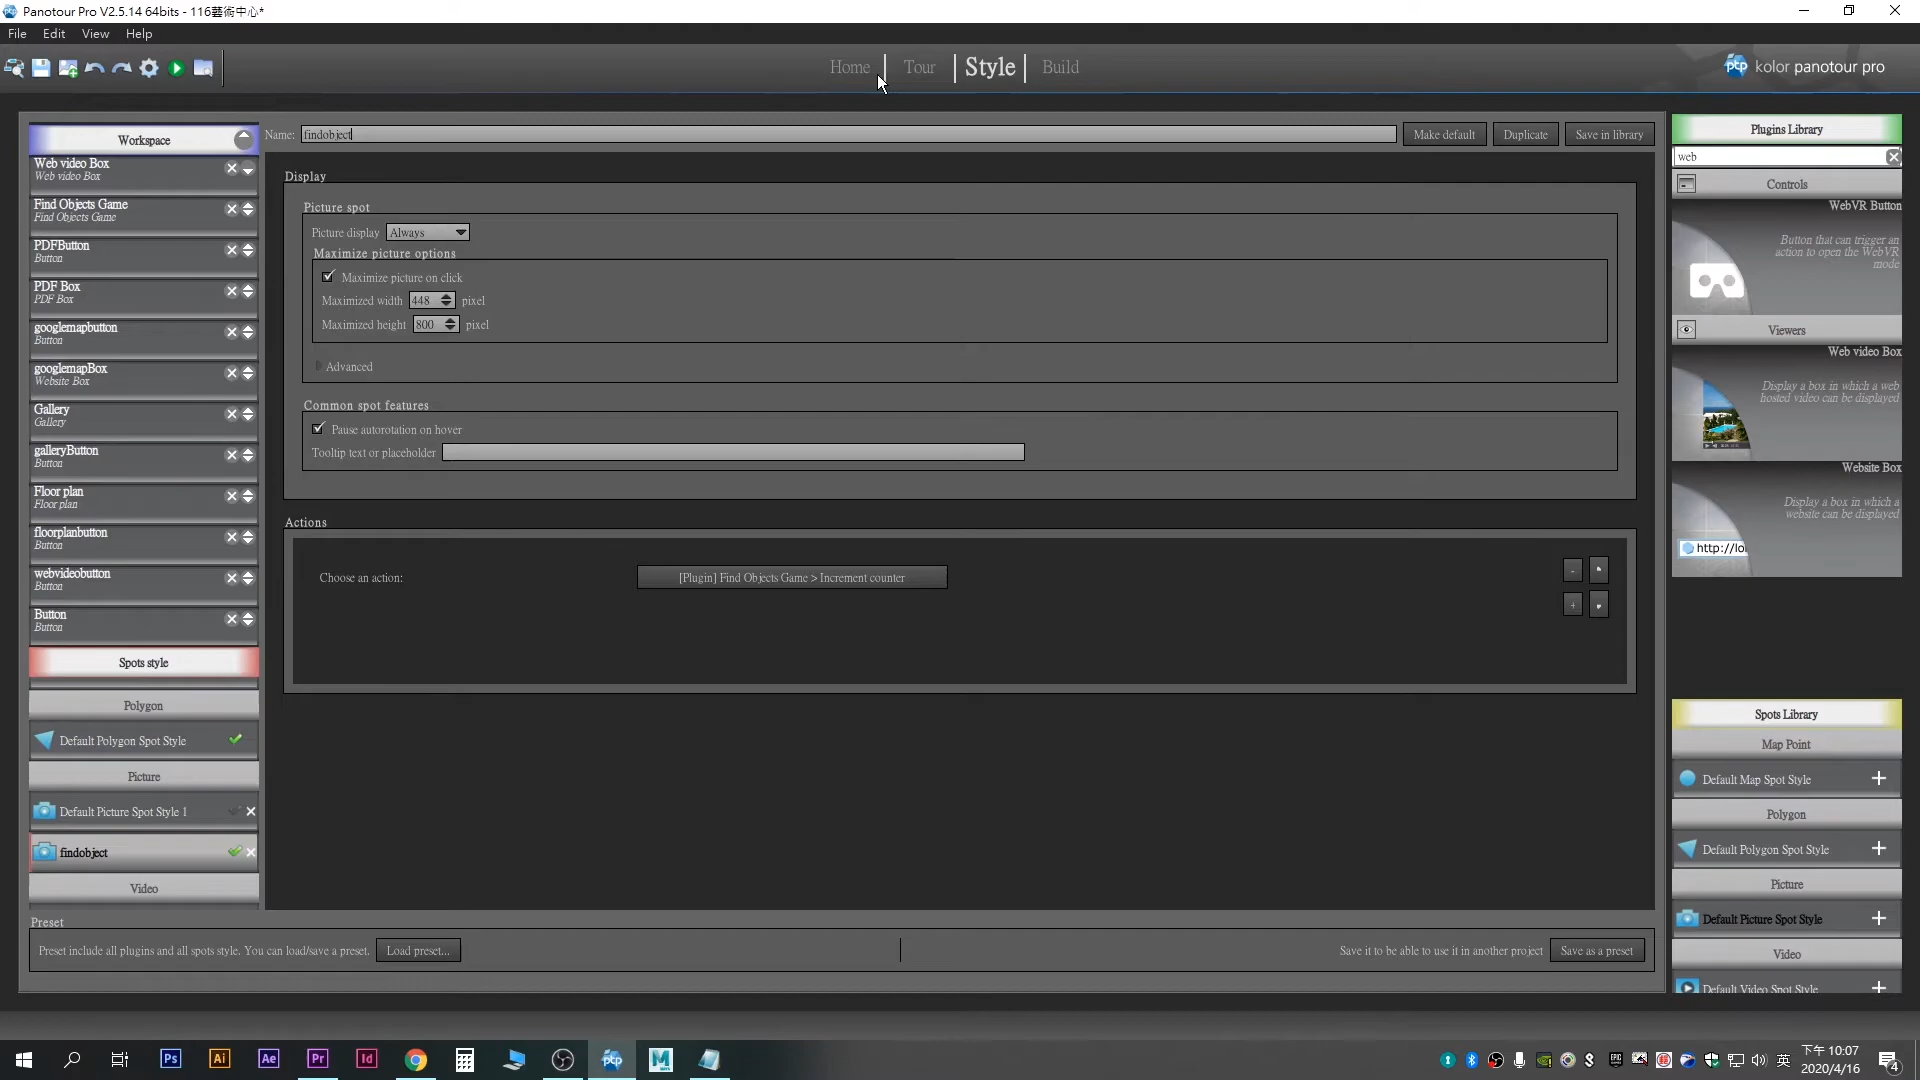 Panotour Pro V2.5.14 64bits - 116藝術中心*
File Edit View Help
Home Tour Style Build
kolor panotour pro
Workspace
Web video Box
Web video Box
Find Objects Game
Find Objects Game
PDFButton
Button
PDF Box
PDF Box
googlemapbutton
Button
googlemapBox
Website Box
Gallery
Gallery
galleryButton
Button
Floor plan
Floor plan
floorplanbutton
Button
webvideobutton
Button
Button
Button
Spots style
Polygon
Default Polygon Spot Style
Picture
Default Picture Spot Style 1
findobject
Video
Name: findobject
Make default
Duplicate
Save in library
Display
Picture spot
Picture display Always
Maximize picture options
Maximize picture on click
Maximized width 448 pixel
Maximized height 800 pixel
Advanced
Common spot features
Pause autorotation on hover
Tooltip text or placeholder
Actions
Choose an action: [Plugin] Find Objects Game > Increment counter
-
+
Preset
Preset include all plugins and all spots style. You can load/save a preset. Load preset...
Save it to be able to use it in another project Save as a preset
Plugins Library
web
Controls
WebVR Button
Button that can trigger an
action to open the WebVR
mode
Viewers
Web video Box
Display a box in which a web
hosted video can be displayed
Website Box
Display a box in which a
website can be displayed
http://lo
Spots Library
Map Point
Default Map Spot Style
Polygon
Default Polygon Spot Style
Picture
Default Picture Spot Style
Video
Default Video Spot Style
Ps Ai Ae Pr Id ptp M
英
下午 10:07
2020/4/16
4